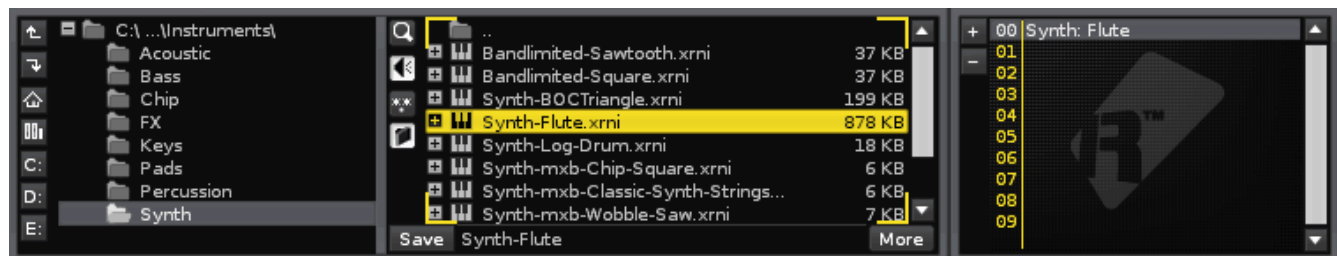 C:\ ...\Instruments\
Acoustic
Bass
Chip
FX
Keys
Pads
Percussion
Synth
C:
D:
E:
..
Bandlimited-Sawtooth.xrni 37 KB
Bandlimited-Square.xrni 37 KB
Synth-BOCTriangle.xrni 199 KB
Synth-Flute.xrni 878 KB
Synth-Log-Drum.xrni 18 KB
Synth-mxb-Chip-Square.xrni 6 KB
Synth-mxb-Classic-Synth-Strings... 6 KB
Synth-mxb-Wobble-Saw.xrni 7 KB
Save Synth-Flute More
+ 00 Synth: Flute
- 01
02
03
04
05
06
07
08
09
R™